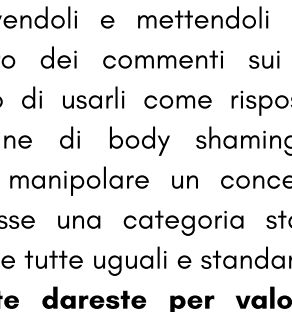 vendoli e mettendoli
o dei commenti sui
o di usarli come rispos
ne di body shaming
manipolare un conce
sse una categoria sta
e tutte uguali e standar
te dareste per valo